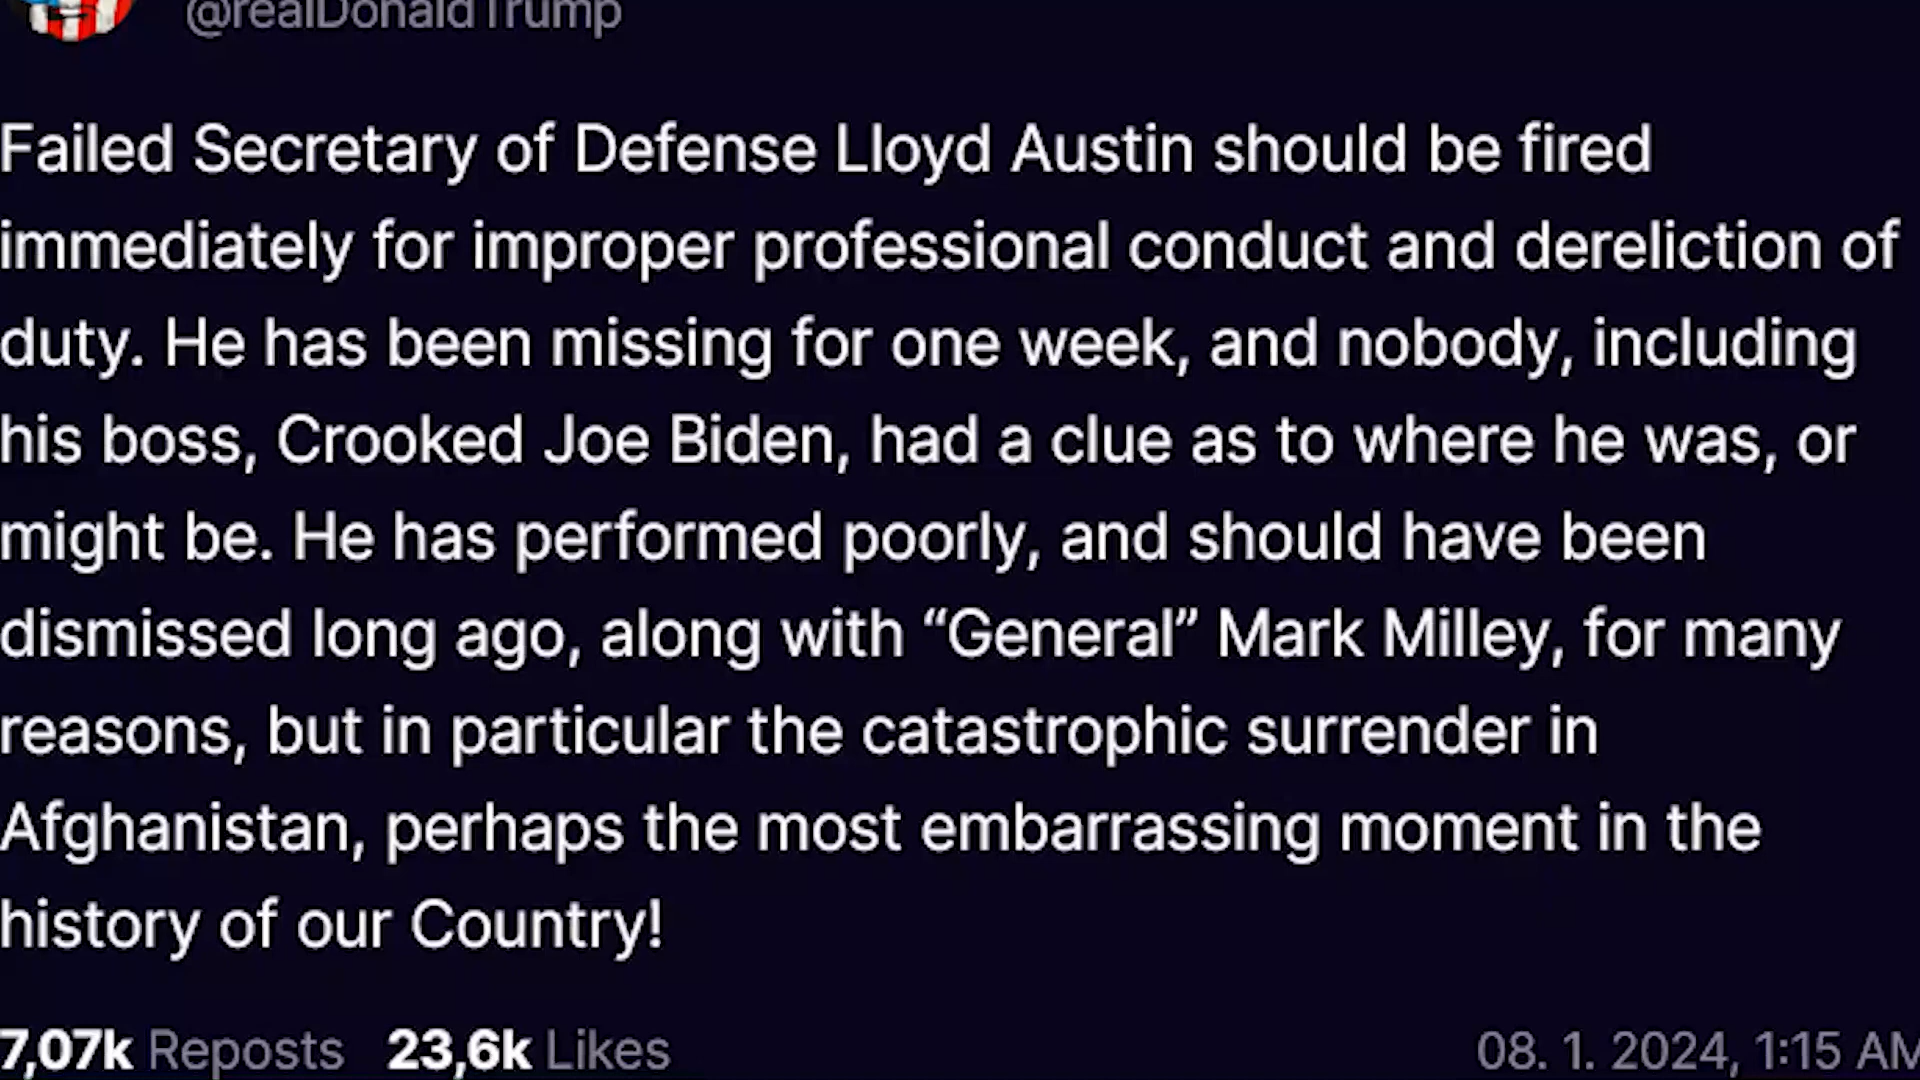 @realDonaldTrump
Failed Secretary of Defense Lloyd Austin should be fired
immediately for improper professional conduct and dereliction of
duty. He has been missing for one week, and nobody, including
his boss, Crooked Joe Biden, had a clue as to where he was, or
might be. He has performed poorly, and should have been
dismissed long ago, along with “General” Mark Milley, for many
reasons, but in particular the catastrophic surrender in
Afghanistan, perhaps the most embarrassing moment in the
history of our Country!
7,07k Reposts 23,6k Likes 08. 1. 2024, 1:15 AM